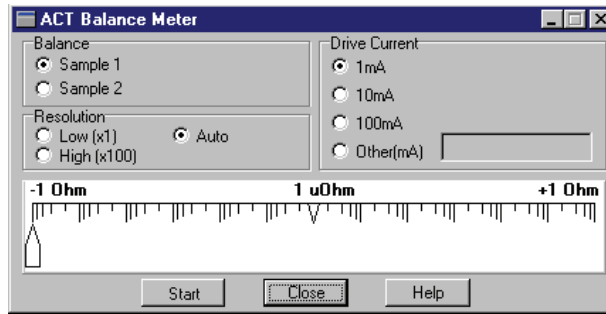 ACT Balance Meter
Balance
Sample 1
Sample 2
Resolution
Low (x1)
Auto
High (x100)
Drive Current
1mA
10mA
100mA
Other(mA)
-1 Ohm 1 uOhm +1 Ohm
Start Close Help